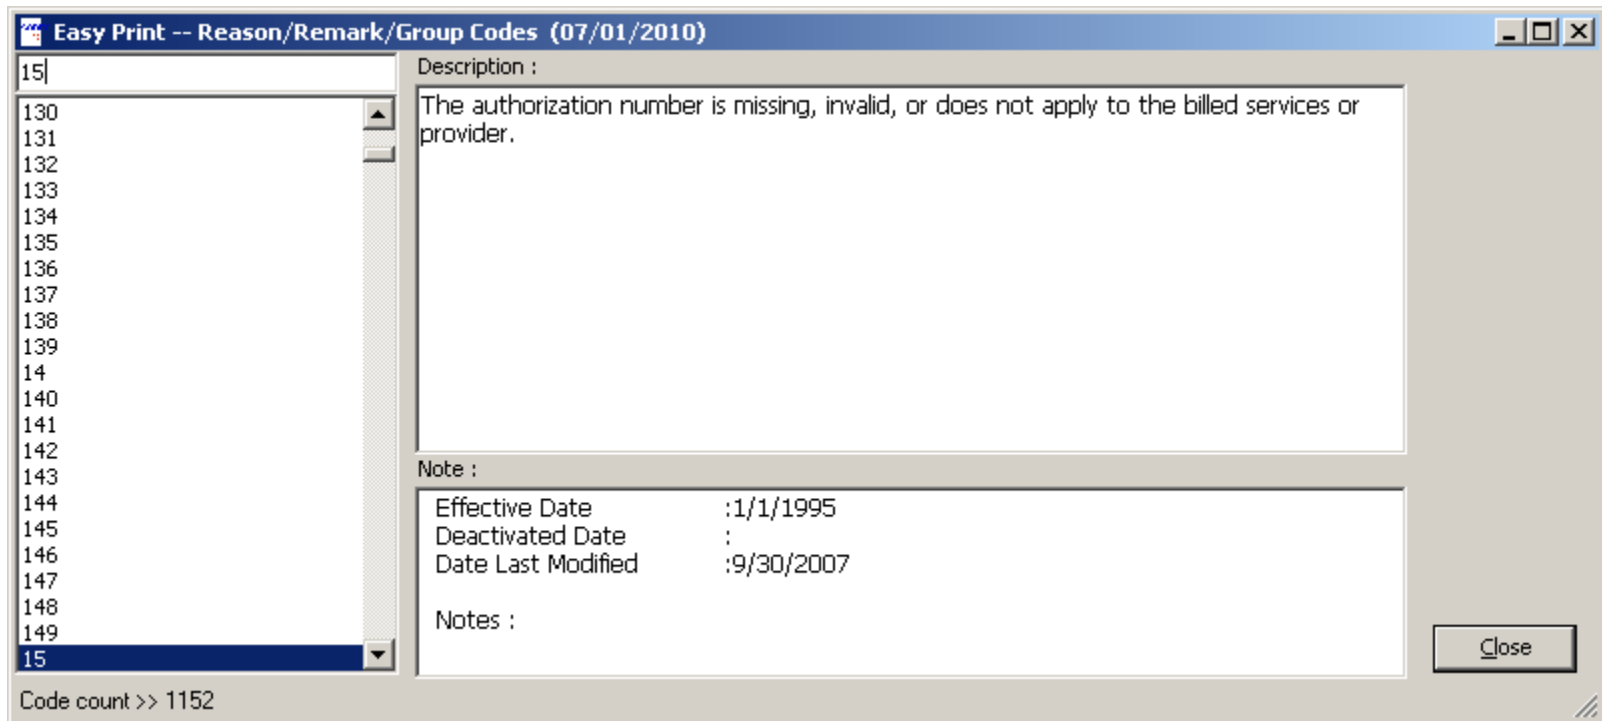 Easy Print -- Reason/Remark/Group Codes (07/01/2010)
15
130
131
132
133
134
135
136
137
138
139
14
140
141
142
143
144
145
146
147
148
149
15
Description :
The authorization number is missing, invalid, or does not apply to the billed services or
provider.
Note :
Effective Date :1/1/1995
Deactivated Date :
Date Last Modified :9/30/2007
Notes :
Close
Code count >> 1152